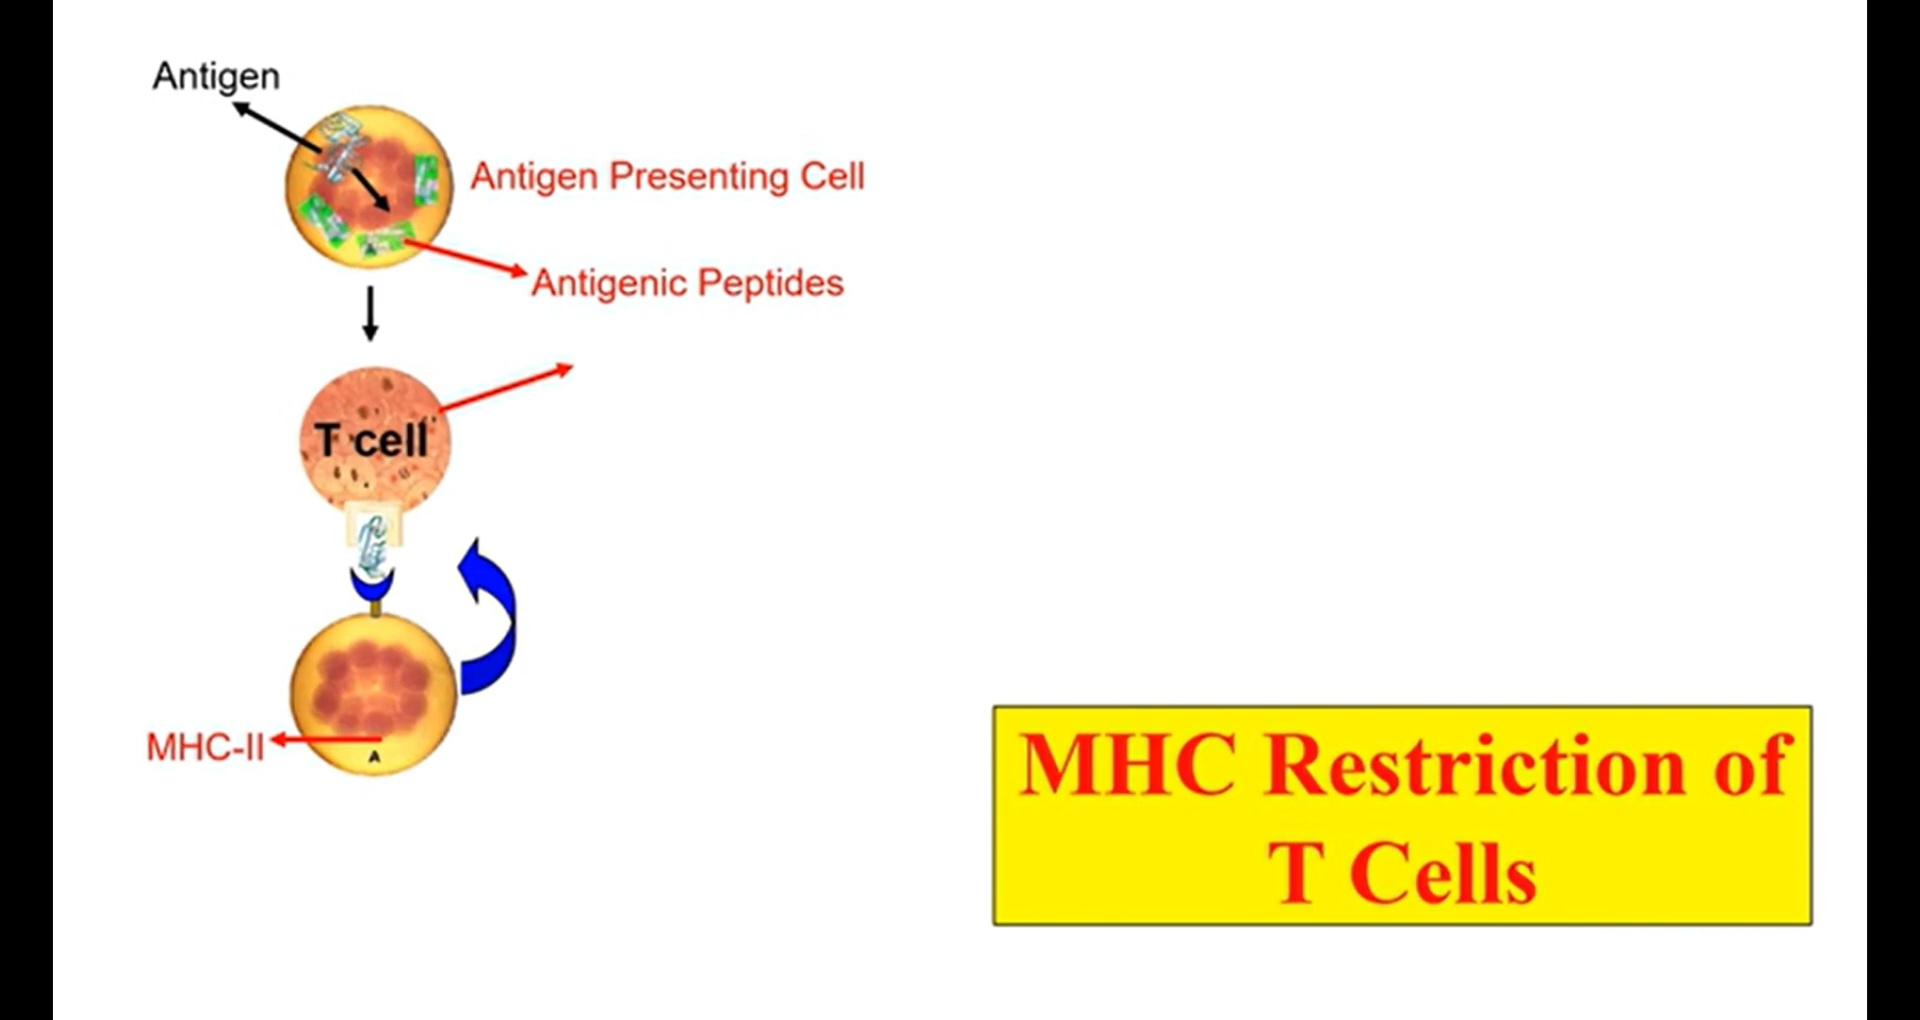 Antigen
Antigen Presenting Cell
Antigenic Peptides
T cell
MHC-II
A
MHC Restriction of
T Cells